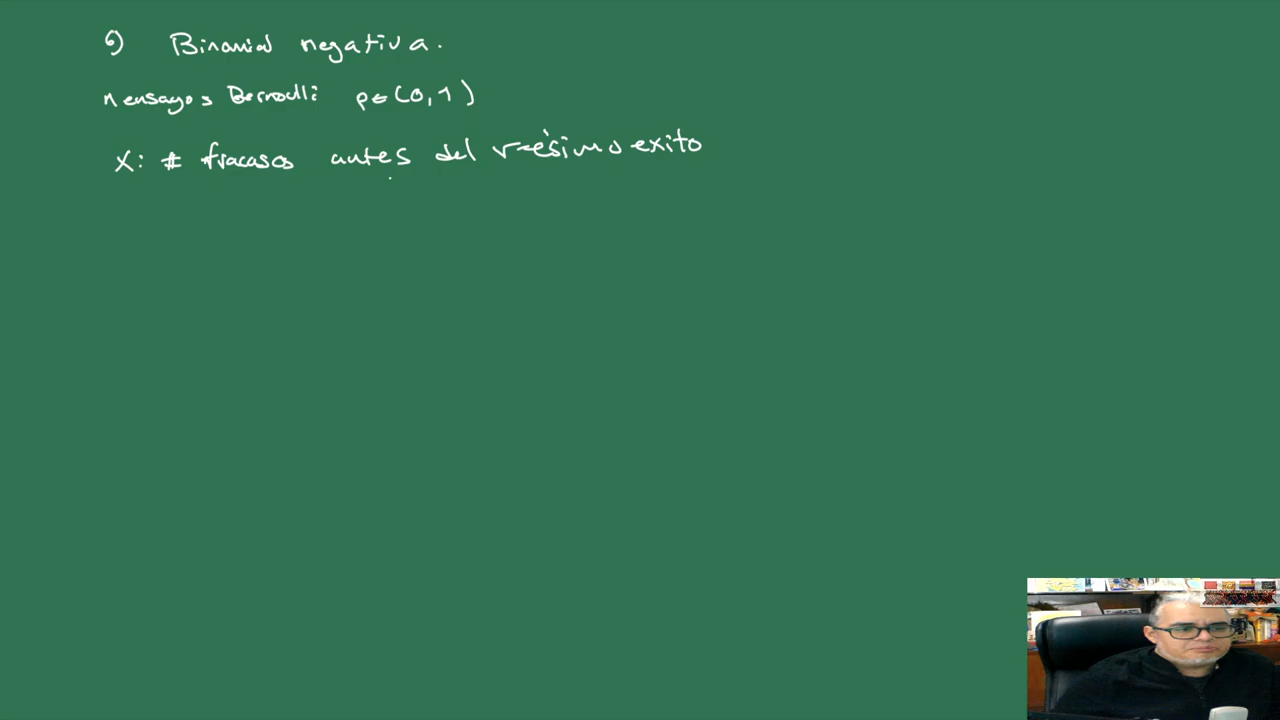 6) Binomial negativa.
n ensayos Bernoulli p∈(0,1)
X: # fracasos antes del r-ésimo exito